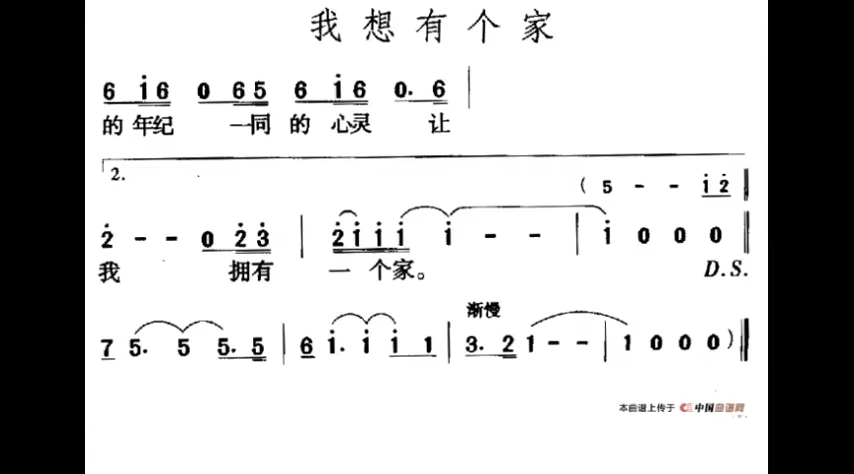 我想有个家
6 i6 0 65 6 i6 0. 6 |
的 年纪 一同 的 心灵 让
2.
( 5 - - i2
2 - - 0 23 | 2iii i - - | i 0 0 0
我 拥有 一个家。 D.S.
渐慢
7 5. 5 5. 5 | 6 i. i i 1 | 3. 2 1 - - | 1 0 0 0 )
本曲谱上传于 中国曲谱网